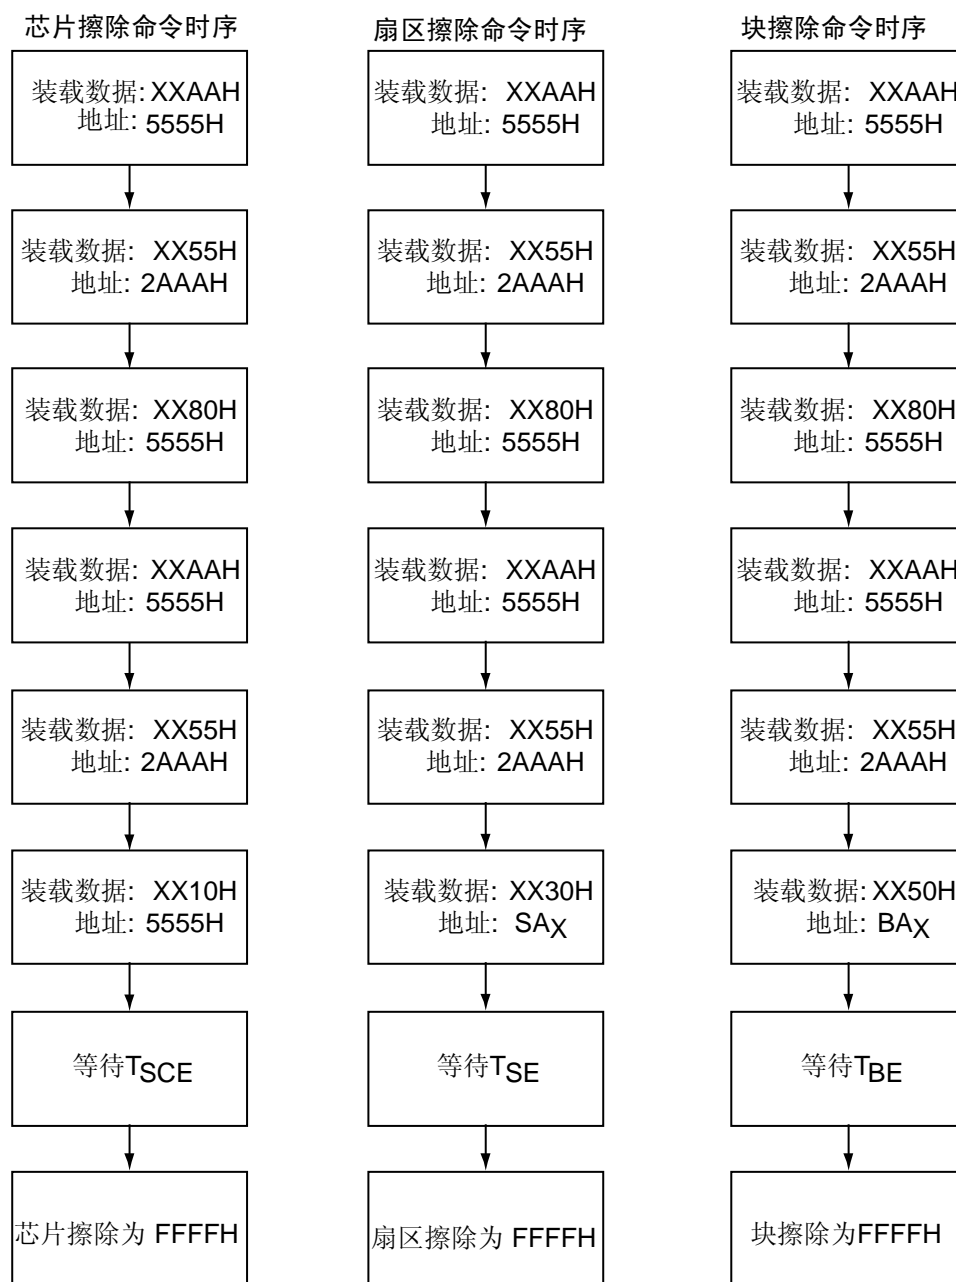 芯片擦除命令时序
装载数据: XXAAH
地址: 5555H
装载数据: XX55H
地址: 2AAAH
装载数据: XX80H
地址: 5555H
装载数据: XXAAH
地址: 5555H
装载数据: XX55H
地址: 2AAAH
装载数据: XX10H
地址: 5555H
等待TSCE
芯片擦除为 FFFFH
扇区擦除命令时序
装载数据: XXAAH
地址: 5555H
装载数据: XX55H
地址: 2AAAH
装载数据: XX80H
地址: 5555H
装载数据: XXAAH
地址: 5555H
装载数据: XX55H
地址: 2AAAH
装载数据: XX30H
地址: SAX
等待TSE
扇区擦除为 FFFFH
块擦除命令时序
装载数据: XXAAH
地址: 5555H
装载数据: XX55H
地址: 2AAAH
装载数据: XX80H
地址: 5555H
装载数据: XXAAH
地址: 5555H
装载数据: XX55H
地址: 2AAAH
装载数据: XX50H
地址: BAX
等待TBE
块擦除为FFFFH